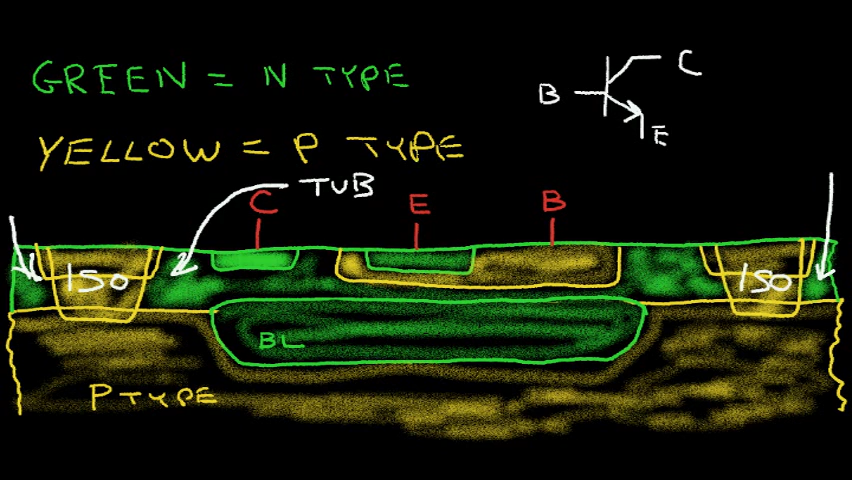 GREEN = N TYPE
C
B
E
YELLOW = P TYPE
TUB
C
E
B
ISO
ISO
BL
P TYPE